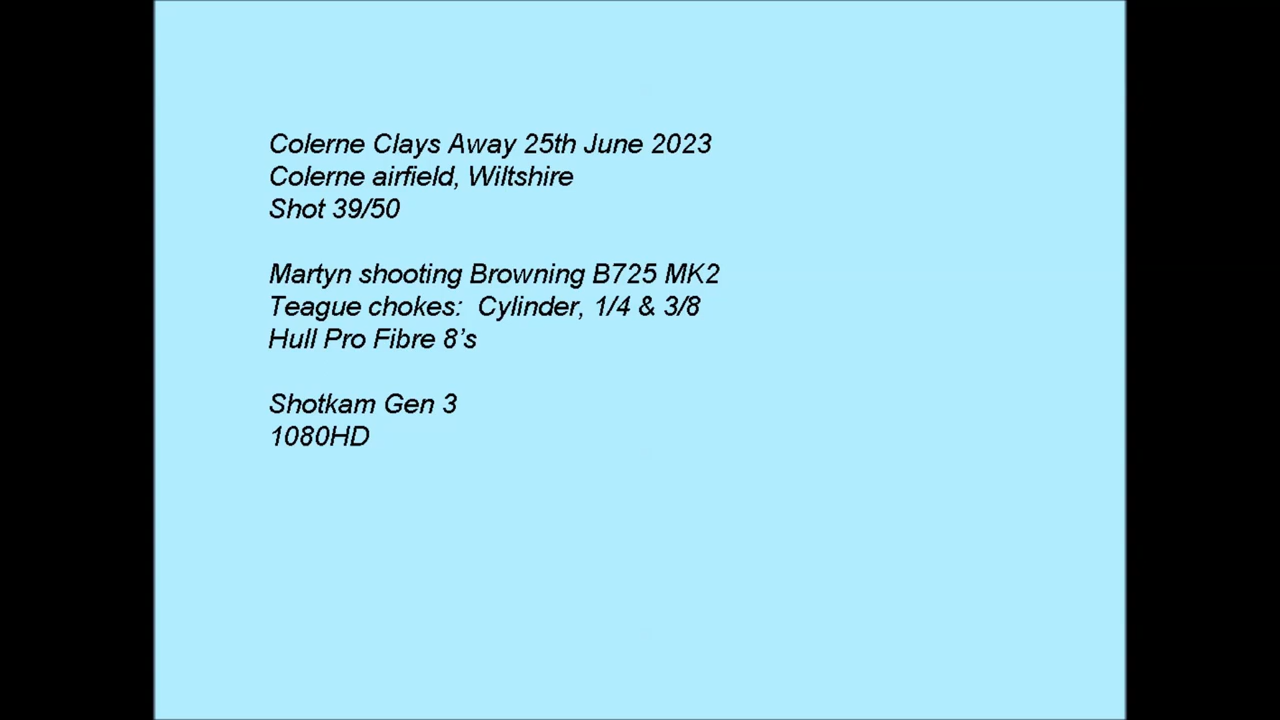 Colerne Clays Away 25th June 2023
Colerne airfield, Wiltshire
Shot 39/50
Martyn shooting Browning B725 MK2
Teague chokes:  Cylinder, 1/4 & 3/8
Hull Pro Fibre 8’s
Shotkam Gen 3
1080HD